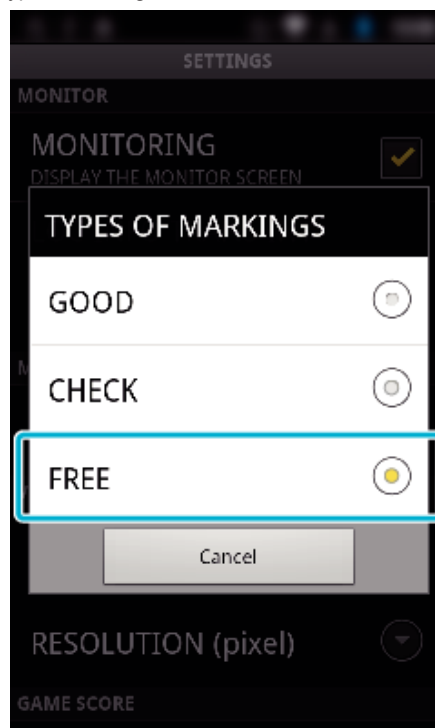 SETTINGS
MONITOR
MONITORING
DISPLAY THE MONITOR SCREEN
TYPES OF MARKINGS
GOOD
M
CHECK
FREE
Cancel
RESOLUTION (pixel)
GAME SCORE